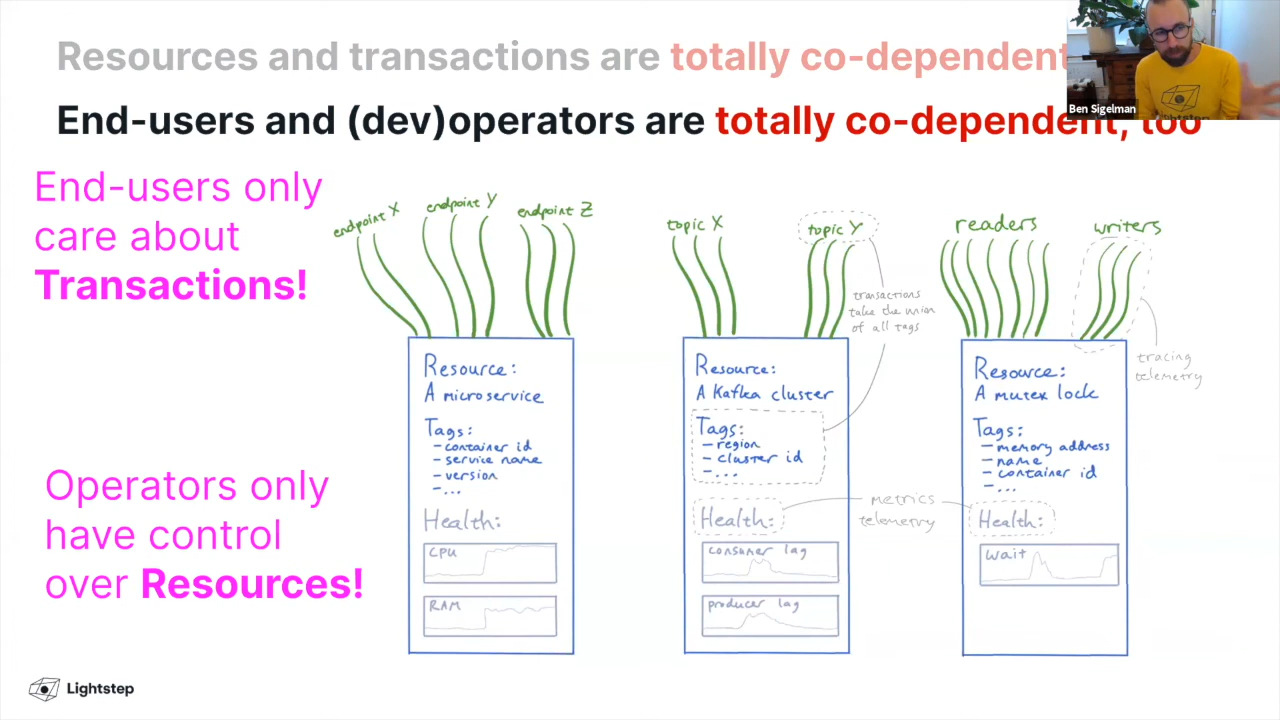 Resources and transactions are totally co-dependent
Ben Sigelman
End-users and (dev)operators are totally co-dependent, too
End-users only
care about
Transactions!
Operators only
have control
over Resources!
endpoint X
endpoint Y
endpoint Z
Resource:
A microservice
Tags:
- container id
- service name
- version
- ...
Health:
CPU
RAM
topic X
topic Y
transactions
take the union
of all tags
Resource:
A Kafka cluster
Tags:
- region
- cluster id
- ...
Health:
consumer lag
producer lag
metrics
telemetry
readers
writers
tracing
telemetry
Resource:
A mutex lock
Tags:
- memory address
- name
- container id
- ...
Health:
wait
Lightstep
lightstep